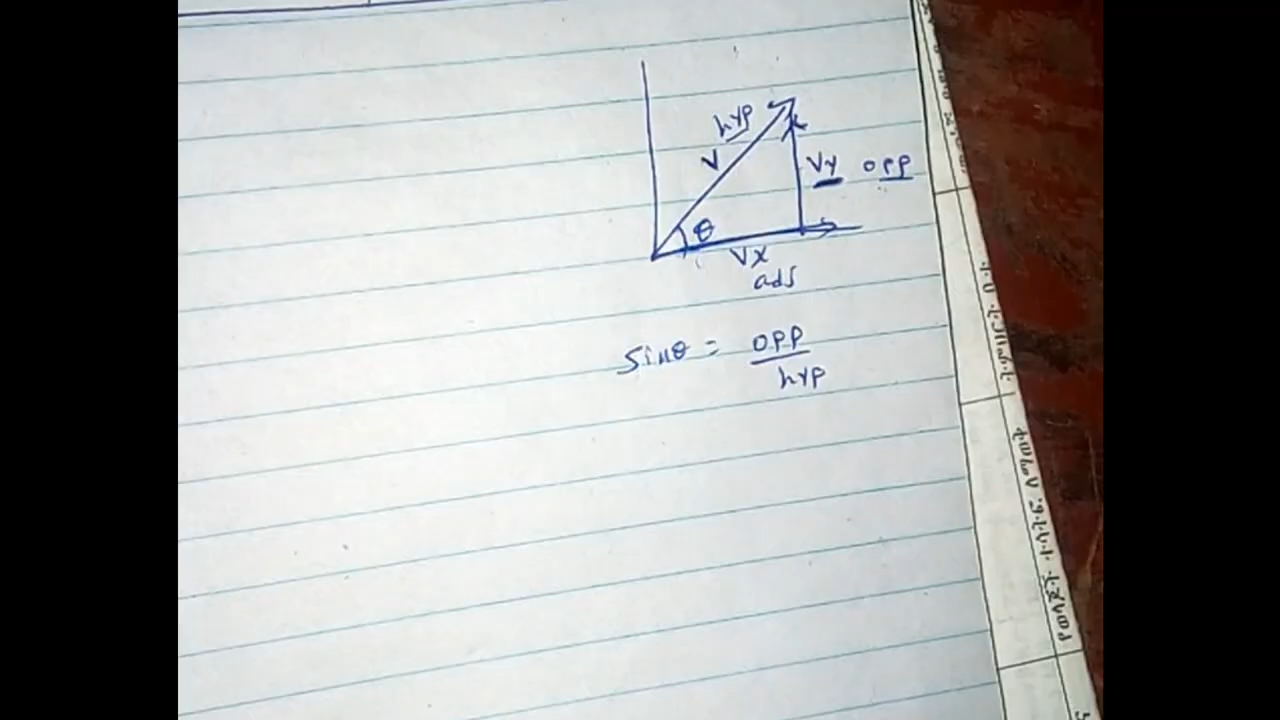 hyp
V
Vy opp
θ
Vx
adj
sinθ = opp
hyp